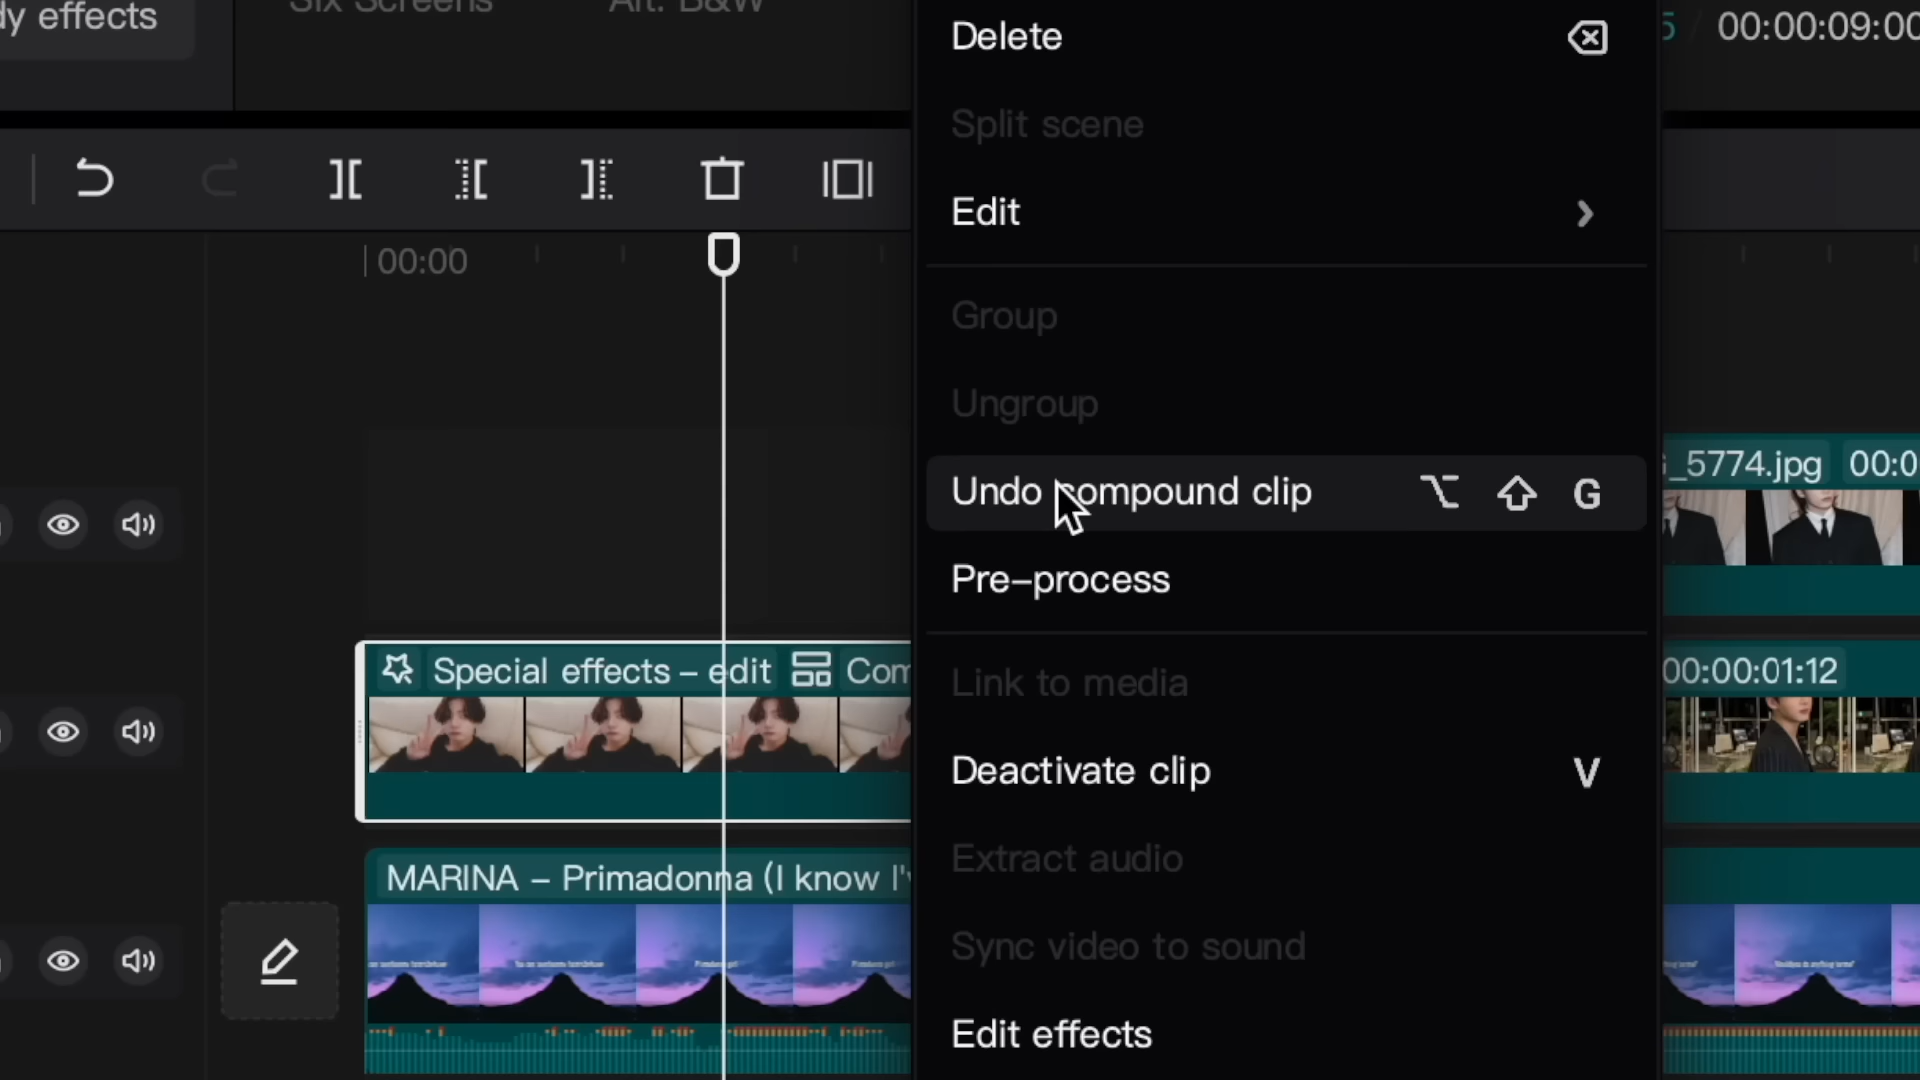 dy effects
Six Screens
Alt. B&W
5 / 00:00:09:00
00:00
Delete
Split scene
Edit
Group
Ungroup
Undo compound clip ⌥ ⇧ G
Pre-process
Link to media
Deactivate clip V
Extract audio
Sync video to sound
Edit effects
_5774.jpg 00:0
Special effects – edit Com
00:00:01:12
MARINA – Primadonna (I know I'v